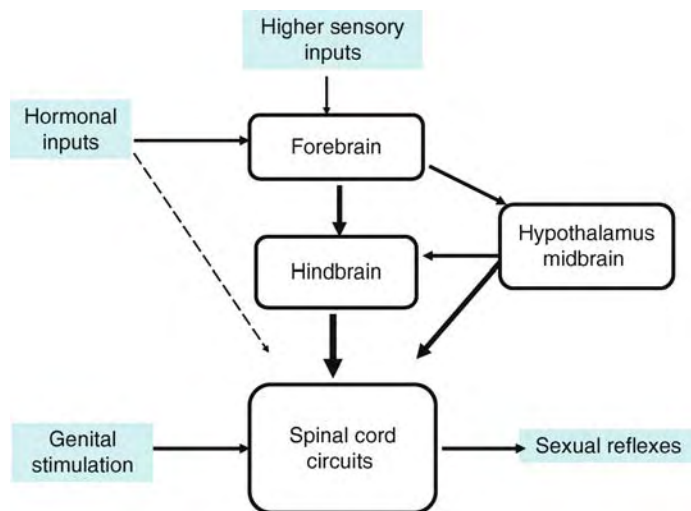 Higher sensory
inputs
Hormonal
inputs
Forebrain
Hypothalamus
midbrain
Hindbrain
Genital
stimulation
Spinal cord
circuits
Sexual reflexes